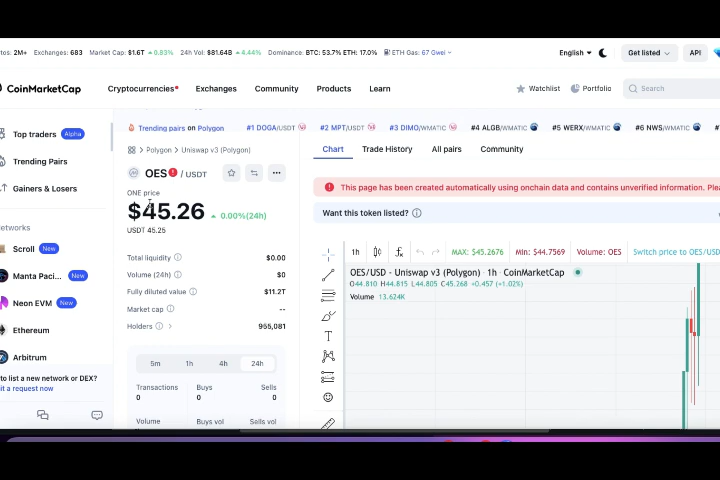 tos: 2M+ Exchanges: 683 Market Cap: $1.6T 0.83% 24h Vol: $81.64B 4.44% Dominance: BTC: 53.7% ETH: 17.0% ETH Gas: 67 Gwei English Get listed API
CoinMarketCap Cryptocurrencies Exchanges Community Products Learn Watchlist Portfolio Search
Trending pairs on Polygon #1 DOGA/USDT #2 MPT/USDT #3 DIMO/WMATIC #4 ALGB/WMATIC #5 WERX/WMATIC #6 NWS/WMATIC
Top traders Alpha
Trending Pairs
Gainers & Losers
etworks
Scroll New
Manta Paci... New
Neon EVM New
Ethereum
Arbitrum
to list a new network or DEX?
it a request now
Polygon > Uniswap v3 (Polygon)
OES / USDT
ONE price
$45.26 0.00%(24h)
USDT 45.25
Total liquidity $0.00
Volume (24h) $0
Fully diluted value $11.2T
Market cap --
Holders 955,081
5m 1h 4h 24h
Transactions Buys Sells
0 0 0
Volume Buys vol Sells vol
Chart Trade History All pairs Community
This page has been created automatically using onchain data and contains unverified information. Plea
Want this token listed?
1h MAX: $45.2676 Min: $44.7569 Volume: OES Switch price to OES/USD
OES/USD - Uniswap v3 (Polygon) · 1h · CoinMarketCap
O44.810 H44.815 L44.805 C45.268 +0.457 (+1.02%)
Volume 13.624K